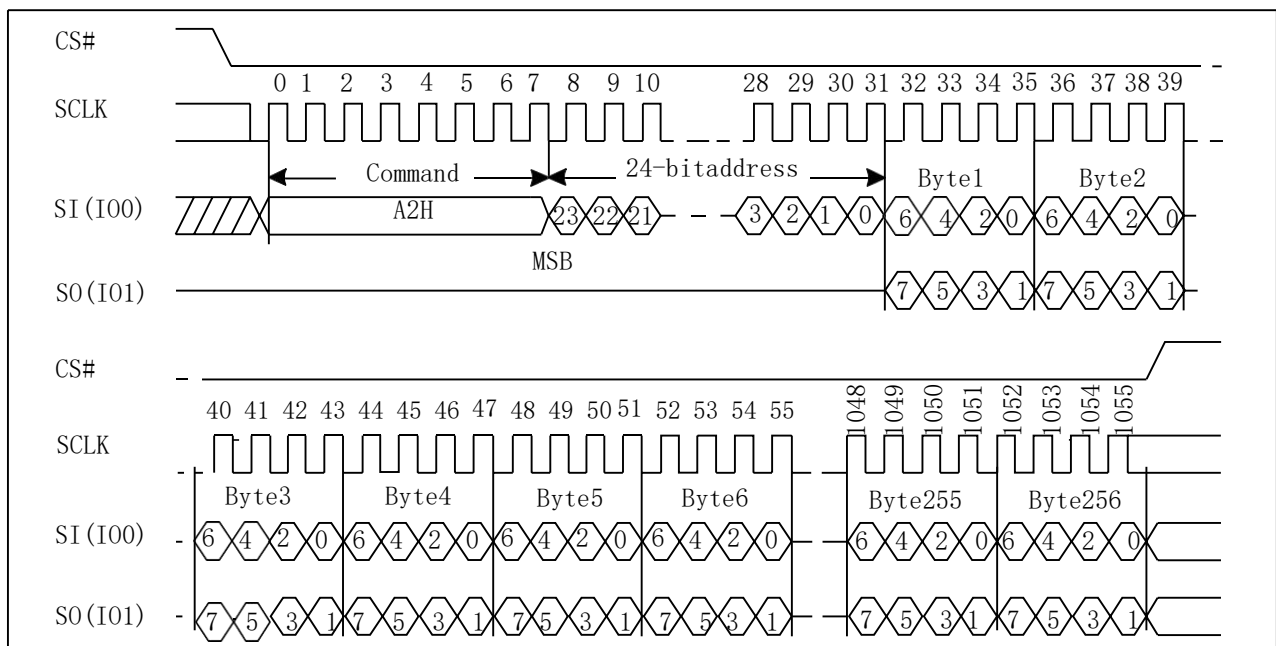 CS#
0 1 2 3 4 5 6 7 8 9 10 28 29 30 31 32 33 34 35 36 37 38 39
SCLK
Command 24-bitaddress Byte1 Byte2
SI(IO0) A2H 23 22 21 3 2 1 0 6 4 2 0 6 4 2 0
MSB
SO(IO1) 7 5 3 1 7 5 3 1
CS#
40 41 42 43 44 45 46 47 48 49 50 51 52 53 54 55 1048 1049 1050 1051 1052 1053 1054 1055
SCLK
Byte3 Byte4 Byte5 Byte6 Byte255 Byte256
SI(IO0) 6 4 2 0 6 4 2 0 6 4 2 0 6 4 2 0 6 4 2 0 6 4 2 0
SO(IO1) 7 5 3 1 7 5 3 1 7 5 3 1 7 5 3 1 7 5 3 1 7 5 3 1